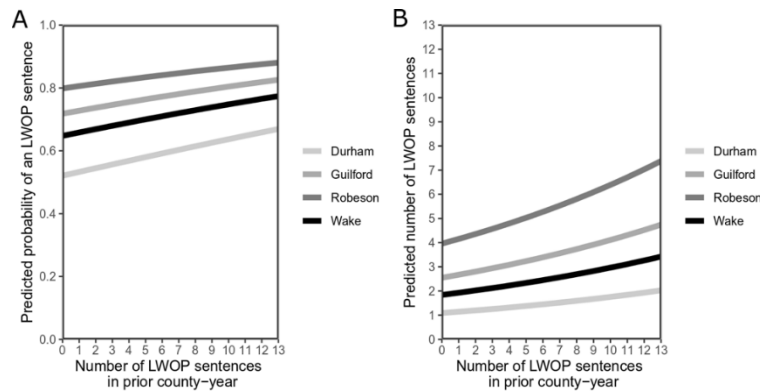 A
Predicted probability of an LWOP sentence
1.0
0.8
0.6
0.4
0.2
0.0
0 1 2 3 4 5 6 7 8 9 10 11 12 13
Number of LWOP sentences
in prior county-year
Durham
Guilford
Robeson
Wake
B
Predicted number of LWOP sentences
13
12
11
10
9
8
7
6
5
4
3
2
1
0
0 1 2 3 4 5 6 7 8 9 10 11 12 13
Number of LWOP sentences
in prior county-year
Durham
Guilford
Robeson
Wake